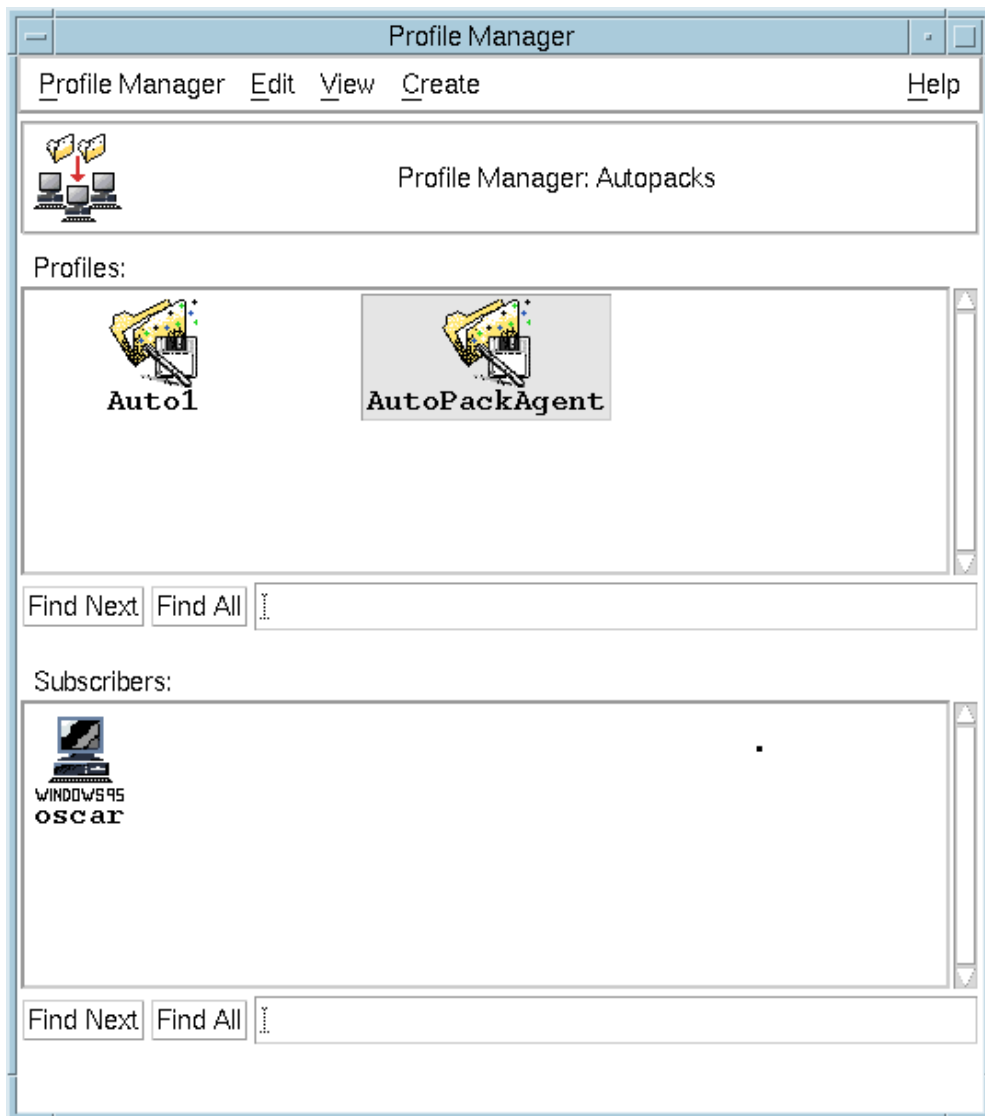 Profile Manager
Profile Manager Edit View Create Help
Profile Manager: Autopacks
Profiles:
Auto1 AutoPackAgent
Find Next Find All
Subscribers:
WINDOWS95
oscar
Find Next Find All